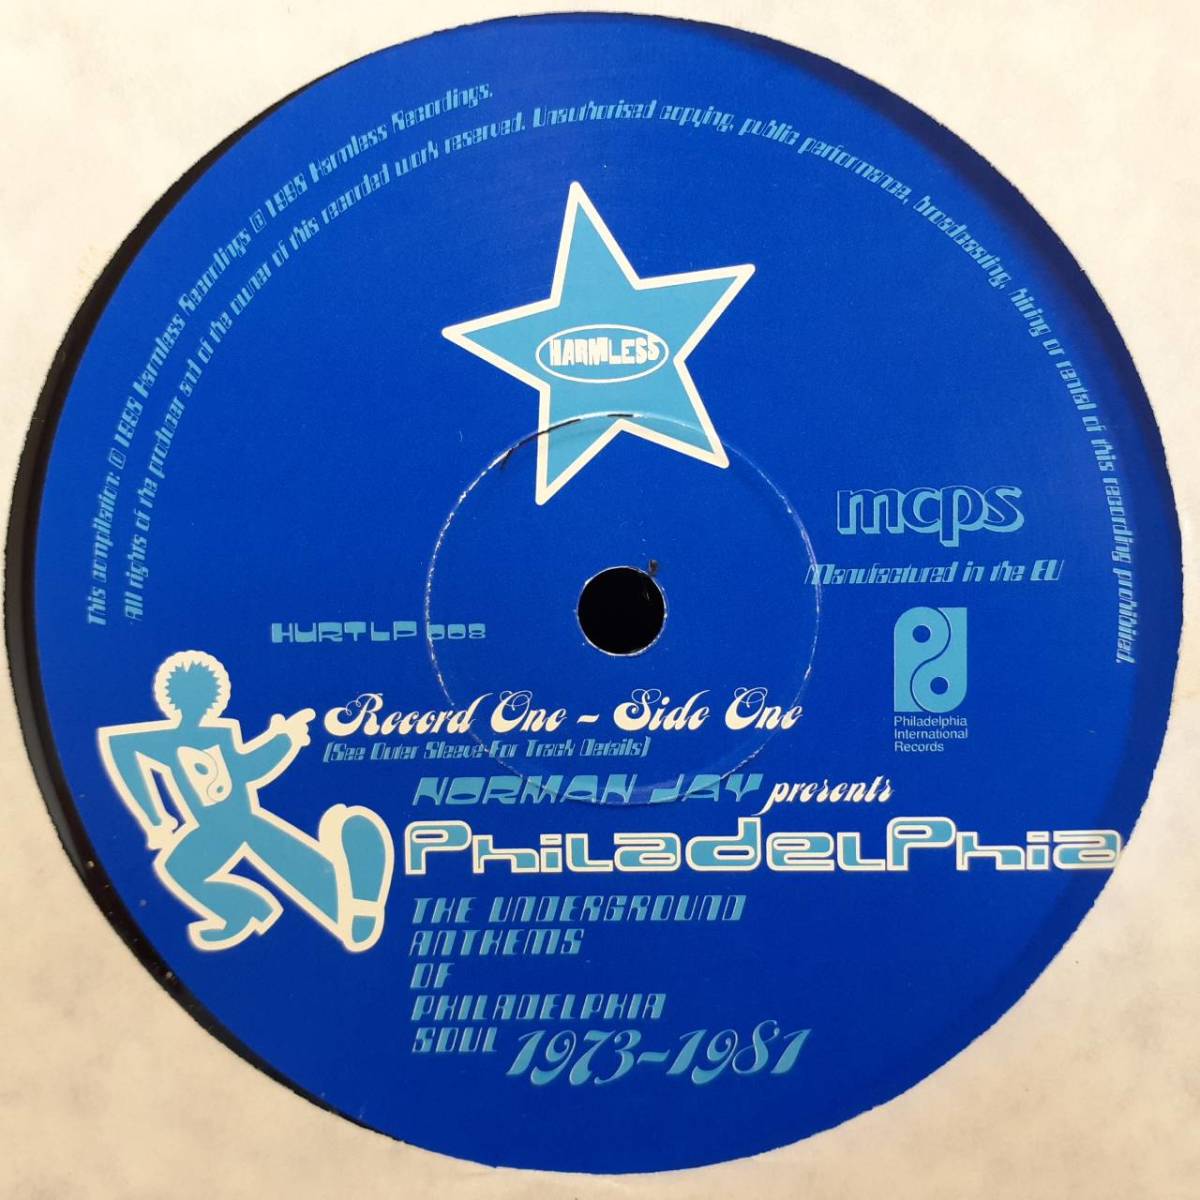 This compilation: ℗ 1998 Harmless Recordings © 1998 Harmless Recordings.
All rights of the producer and of the owner of this recorded work reserved. Unauthorised copying, public performance, broadcasting, hiring or rental of this recording prohibited.
HARMLESS
mcps
Manufactured in the EU
HURTLP 008
Philadelphia
International
Records
Record One - Side One
(See Outer Sleeve For Track Details)
NORMAN JAY presents
PhiladelPhia
THE UNDERGROUND
ANTHEMS
OF
PHILADELPHIA
SOUL 1973-1981